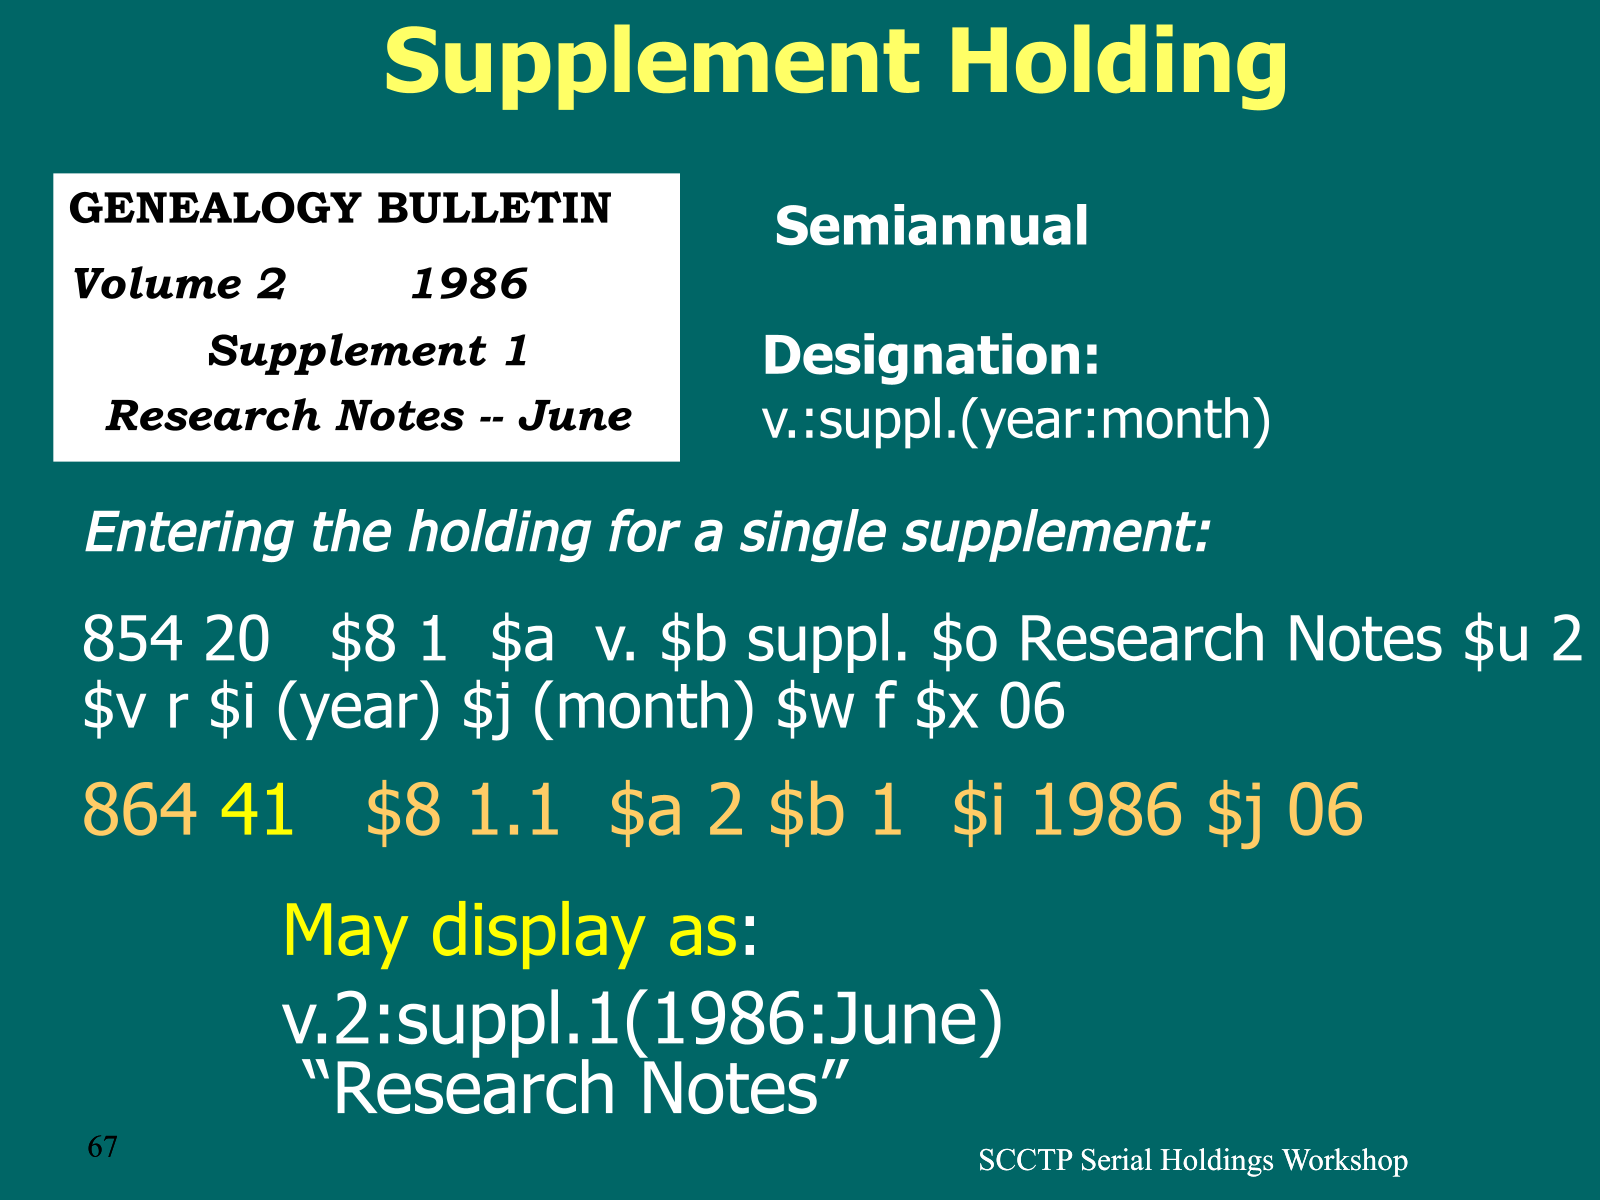 Supplement Holding
GENEALOGY BULLETIN
Volume 2 1986
Supplement 1
Research Notes -- June
Semiannual
Designation:
v.:suppl.(year:month)
Entering the holding for a single supplement:
854 20 $8 1 $a v. $b suppl. $o Research Notes $u 2
$v r $i (year) $j (month) $w f $x 06
864 41 $8 1.1 $a 2 $b 1 $i 1986 $j 06
May display as:
v.2:suppl.1(1986:June)
“Research Notes”
67
SCCTP Serial Holdings Workshop